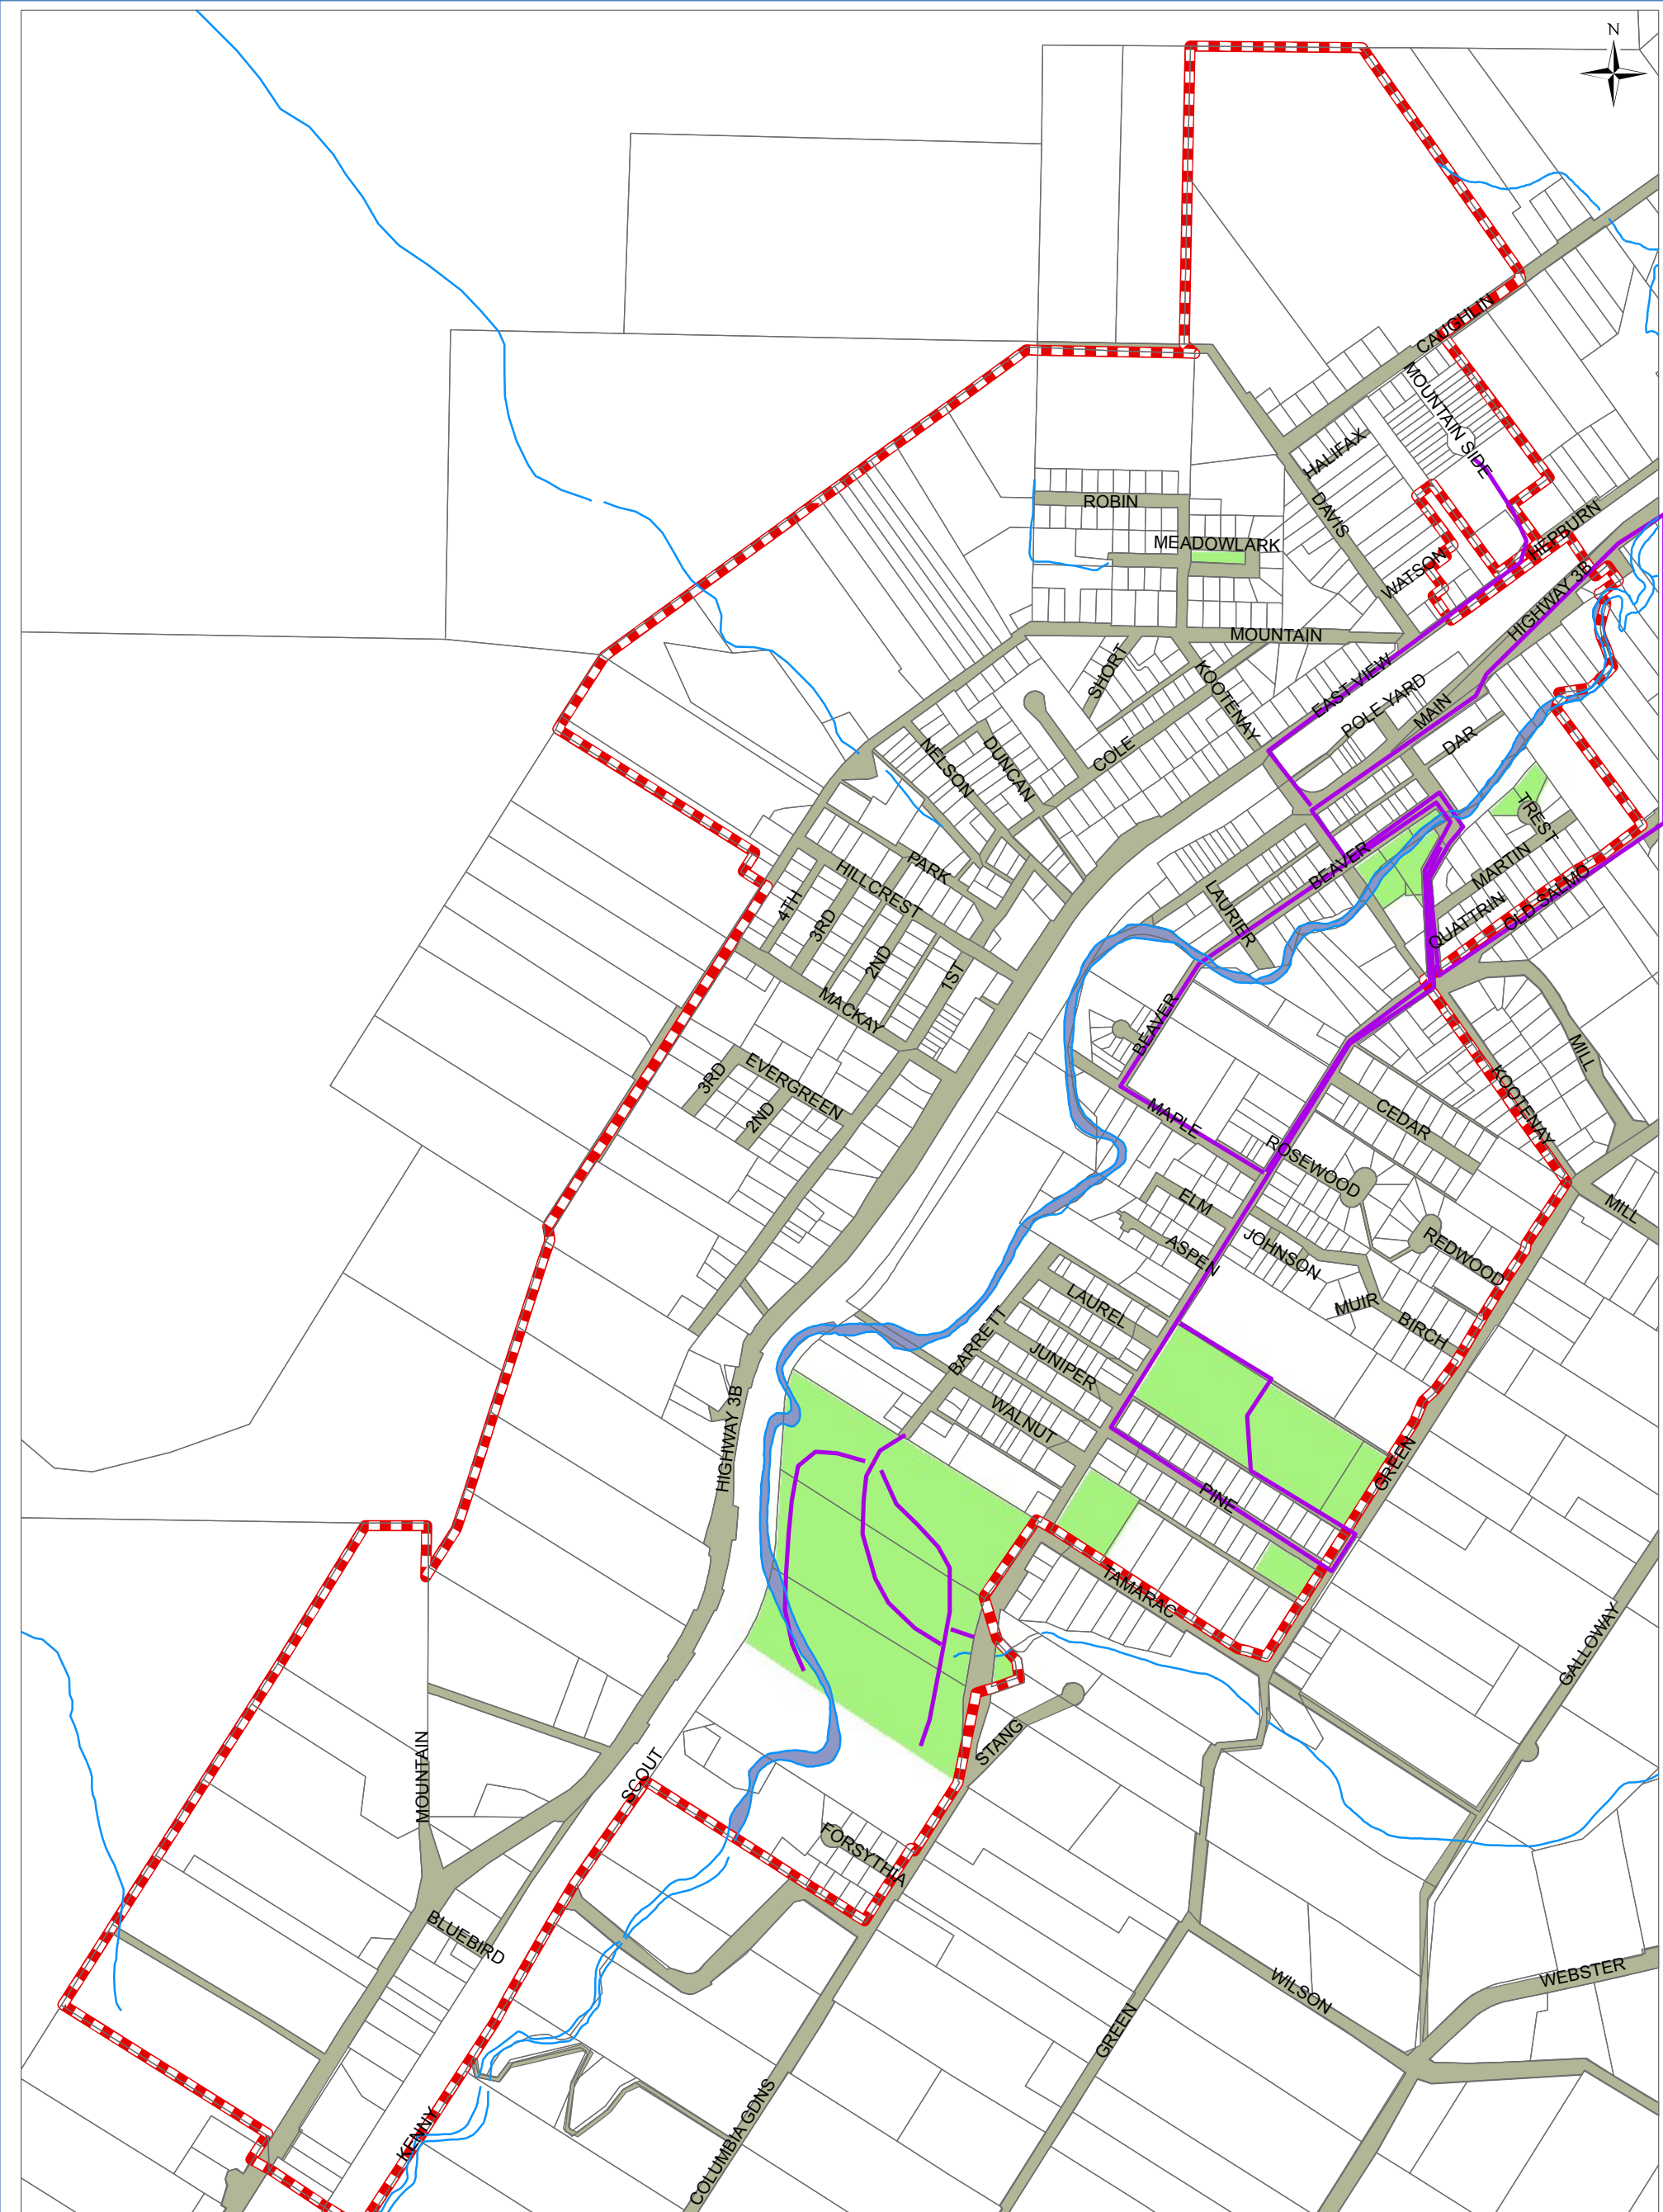 N
CAUGHLIN
MOUNTAIN SIDE
HALIFAX
ROBIN
DAVIS
HEPBURN
MEADOWLARK
WATSON
HIGHWAY 3B
MOUNTAIN
SHORT
KOOTENAY
EAST VIEW
POLE YARD
MAIN
DAR
COLE
DUNCAN
NELSON
TREST
BEAVER
MARTIN
PARK
HILLCREST
OLD SALMO
LAURIER
QUATTRIN
4TH
3RD
2ND
1ST
MACKAY
BEAVER
MILL
EVERGREEN
3RD
2ND
MAPLE
KOOTENAY
CEDAR
ROSEWOOD
ELM
MILL
ASPEN
JOHNSON
REDWOOD
LAUREL
MUIR
BIRCH
BARRETT
JUNIPER
HIGHWAY 3B
WALNUT
GREEN
PINE
TAMARAC
GALLOWAY
STANG
MOUNTAIN
SCOUT
FORSYTHIA
BLUEBIRD
WEBSTER
WILSON
GREEN
KENNY
COLUMBIA GDNS